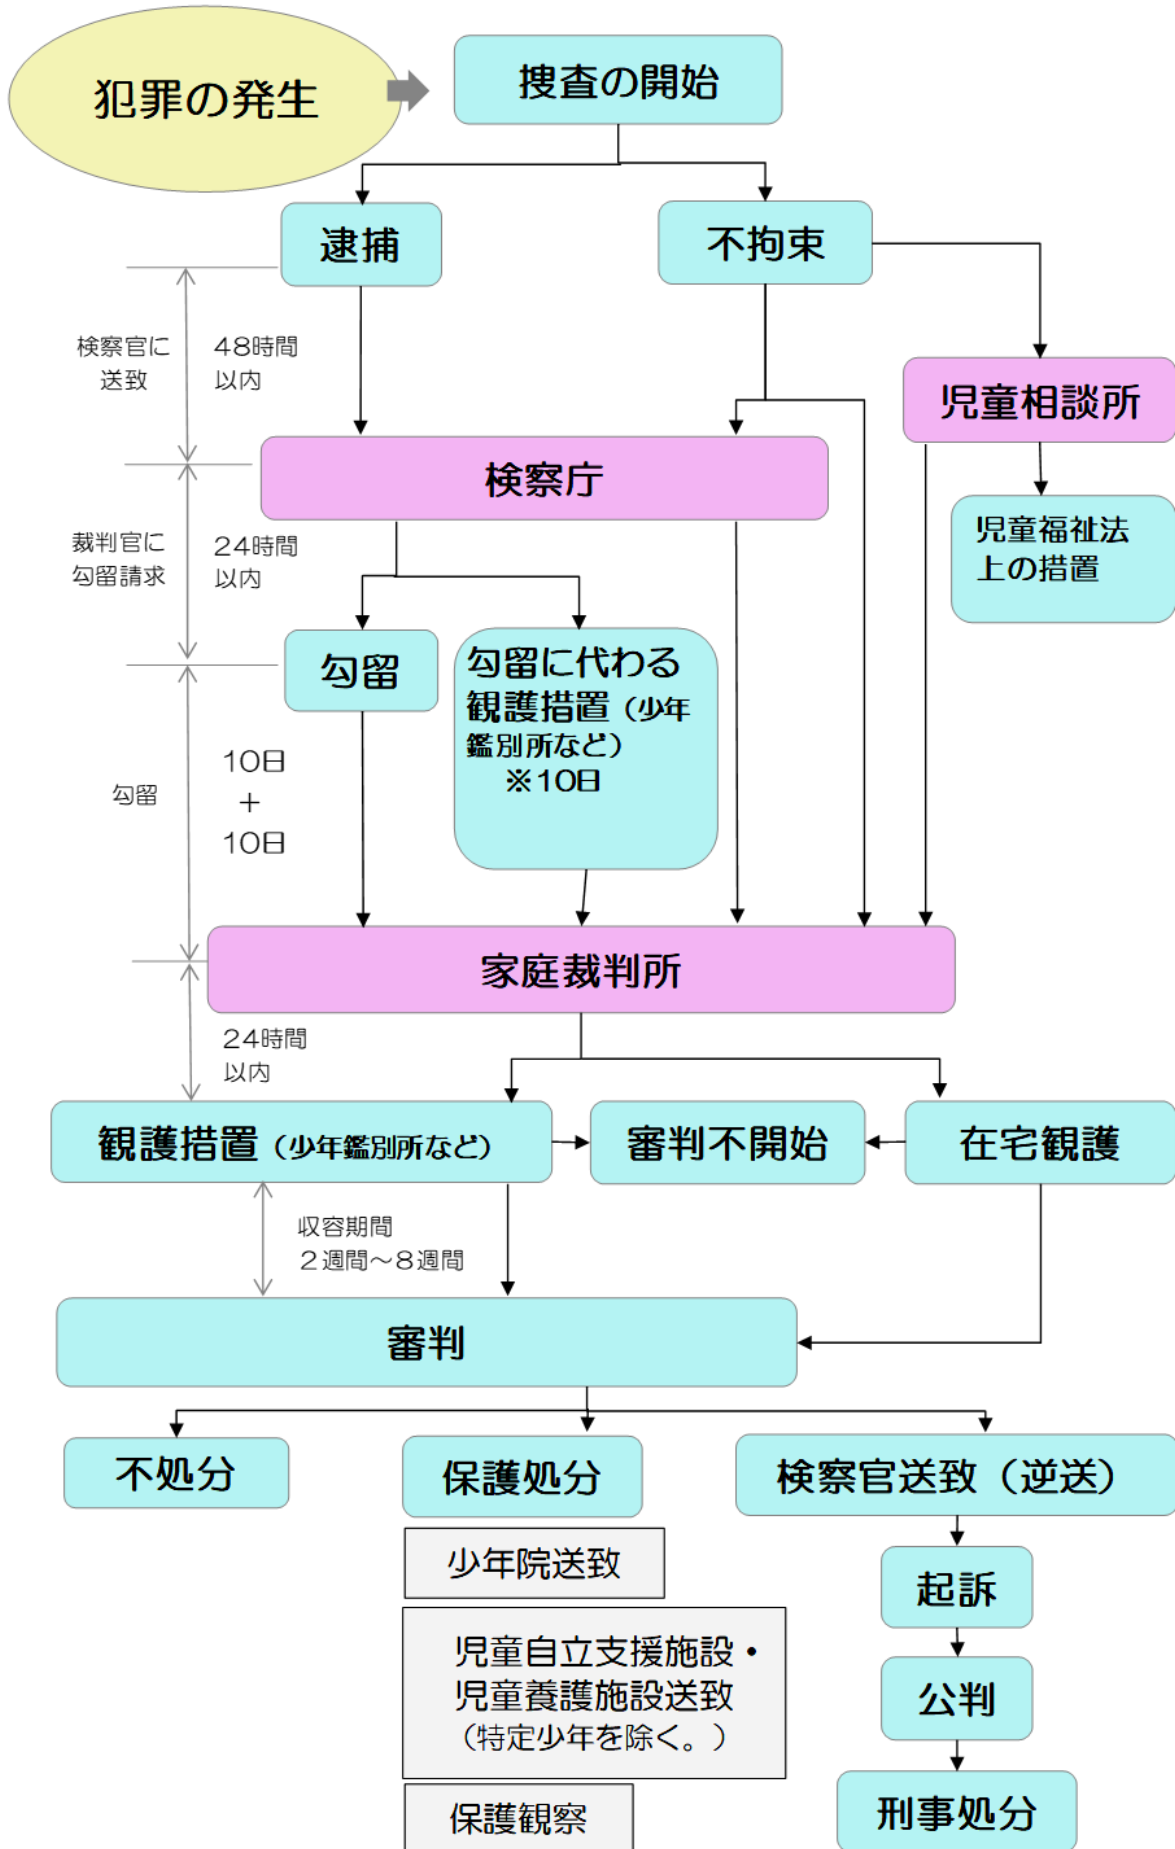 犯罪の発生
捜査の開始
逮捕
不拘束
検察官に
送致
48時間
以内
児童相談所
検察庁
児童福祉法
上の措置
裁判官に
勾留請求
24時間
以内
勾留
勾留に代わる
観護措置（少年
鑑別所など）
※10日
勾留
10日
＋
10日
家庭裁判所
24時間
以内
観護措置（少年鑑別所など）
審判不開始
在宅観護
収容期間
２週間～８週間
審判
不処分
保護処分
検察官送致（逆送）
少年院送致
起訴
児童自立支援施設・
児童養護施設送致
（特定少年を除く。）
公判
保護観察
刑事処分